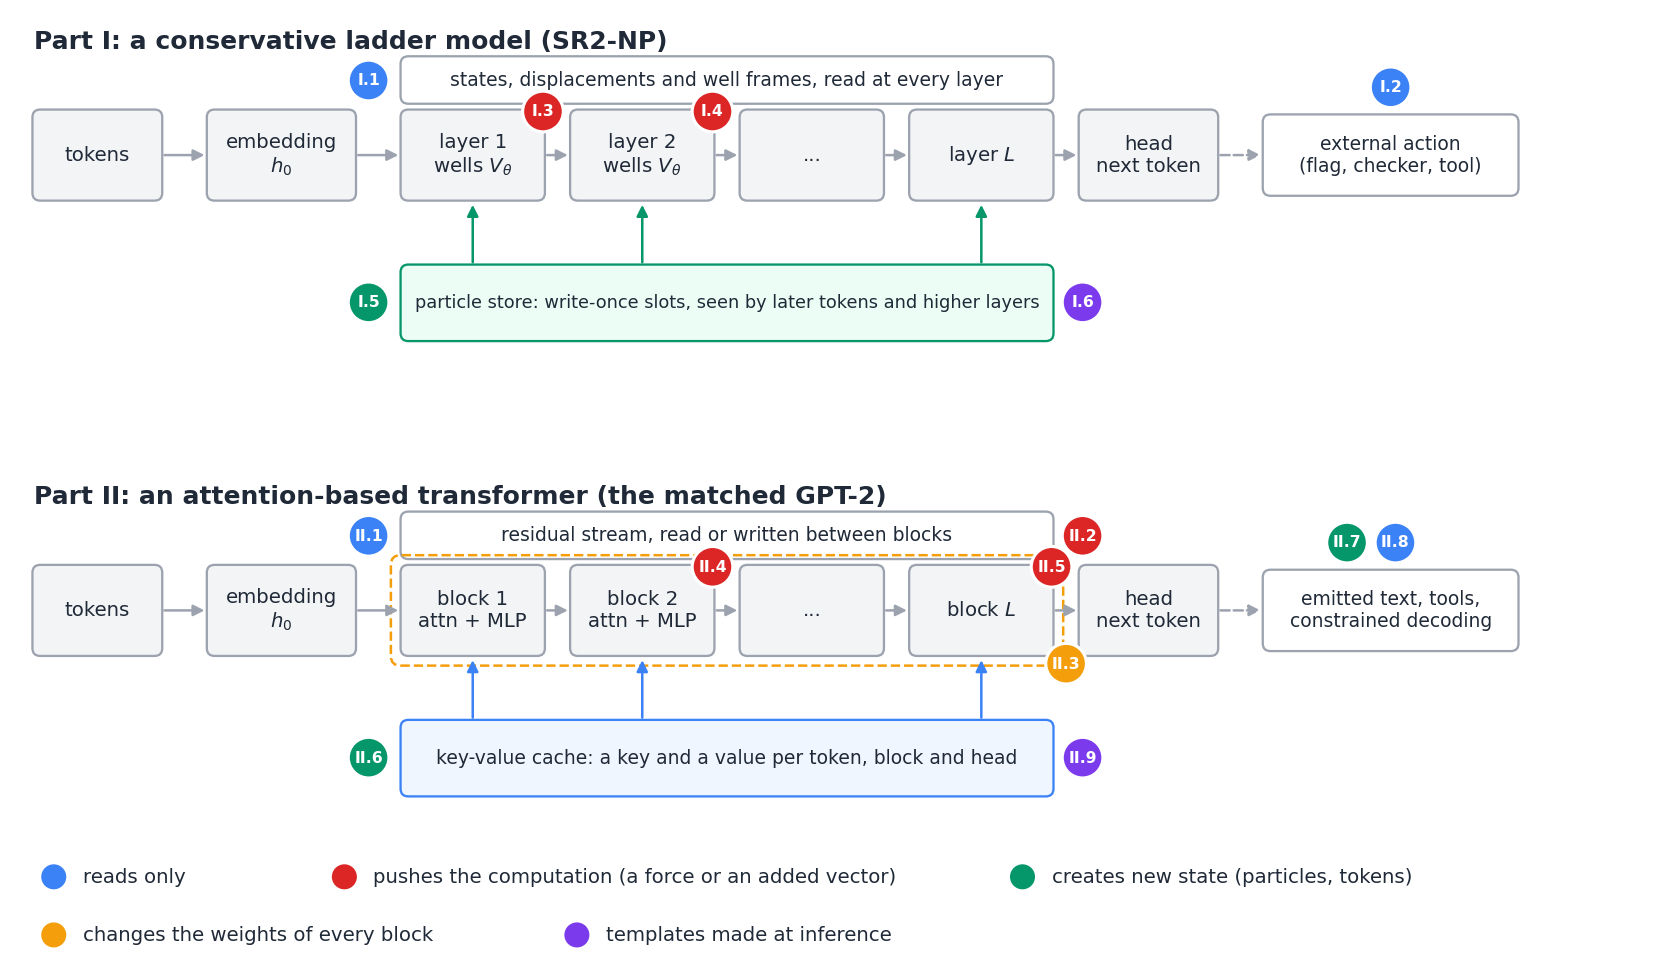 Part I: a conservative ladder model (SR2-NP)
I.1
states, displacements and well frames, read at every layer
I.2
I.3
I.4
tokens
embedding
h₀
layer 1
wells V_θ
layer 2
wells V_θ
...
layer L
head
next token
external action
(flag, checker, tool)
I.5
particle store: write-once slots, seen by later tokens and higher layers
I.6
Part II: an attention-based transformer (the matched GPT-2)
II.1
residual stream, read or written between blocks
II.2
II.7
II.8
II.4
II.5
tokens
embedding
h₀
block 1
attn + MLP
block 2
attn + MLP
...
block L
head
next token
emitted text, tools,
constrained decoding
II.3
II.6
key-value cache: a key and a value per token, block and head
II.9
reads only
pushes the computation (a force or an added vector)
creates new state (particles, tokens)
changes the weights of every block
templates made at inference